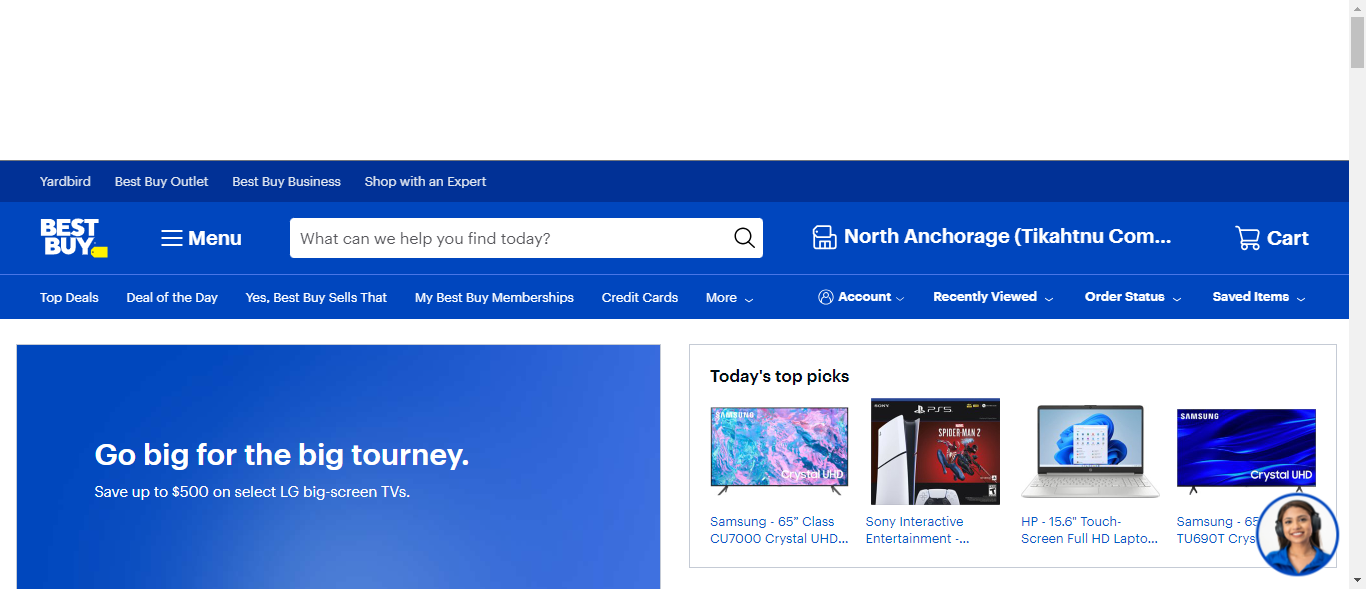 Yardbird
Best Buy Outlet
Best Buy Business
Shop with an Expert
BEST
BUY
Menu
What can we help you find today?
North Anchorage (Tikahtnu Com...
Cart
Top Deals
Deal of the Day
Yes, Best Buy Sells That
My Best Buy Memberships
Credit Cards
More
Account
Recently Viewed
Order Status
Saved Items
Go big for the big tourney.
Save up to $500 on select LG big-screen TVs.
Today's top picks
SAMSUNG
Crystal UHD
SONY
PS5
MARVEL
SPIDER-MAN 2
SAMSUNG
Crystal UHD
Samsung - 65” Class
CU7000 Crystal UHD...
Sony Interactive
Entertainment -...
HP - 15.6" Touch-
Screen Full HD Lapto...
Samsung - 65
TU690T Crys